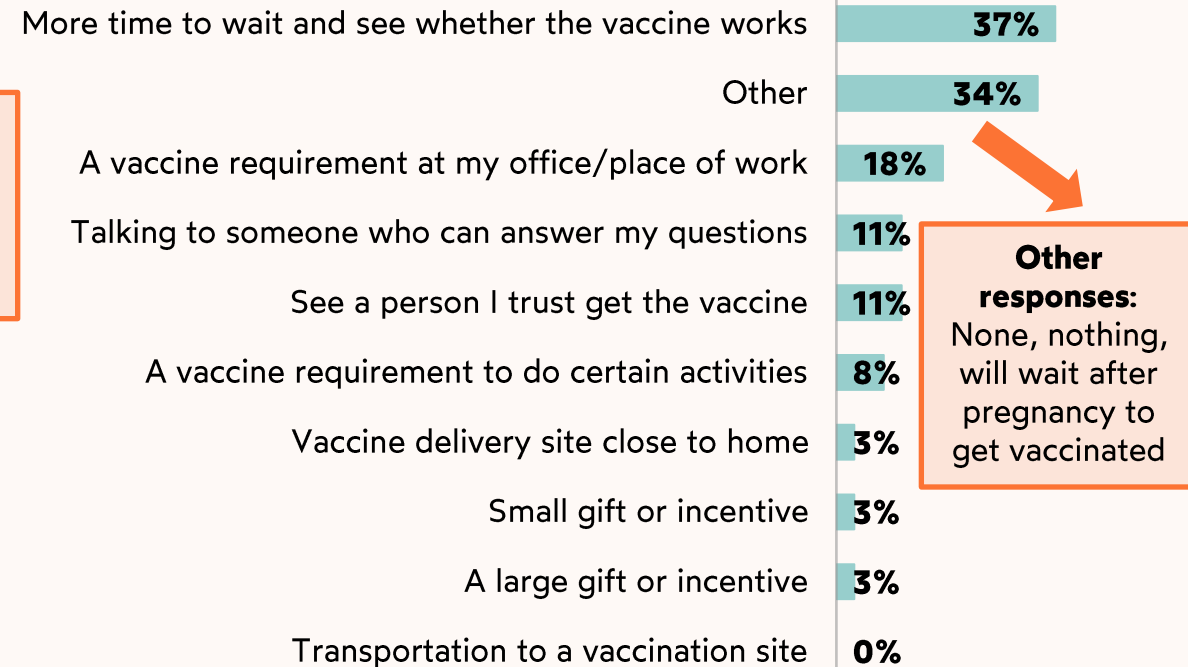 More time to wait and see whether the vaccine works 37%
Other 34%
A vaccine requirement at my office/place of work 18%
Talking to someone who can answer my questions 11%
See a person I trust get the vaccine 11%
A vaccine requirement to do certain activities 8%
Vaccine delivery site close to home 3%
Small gift or incentive 3%
A large gift or incentive 3%
Transportation to a vaccination site 0%
Other
responses:
None, nothing,
will wait after
pregnancy to
get vaccinated